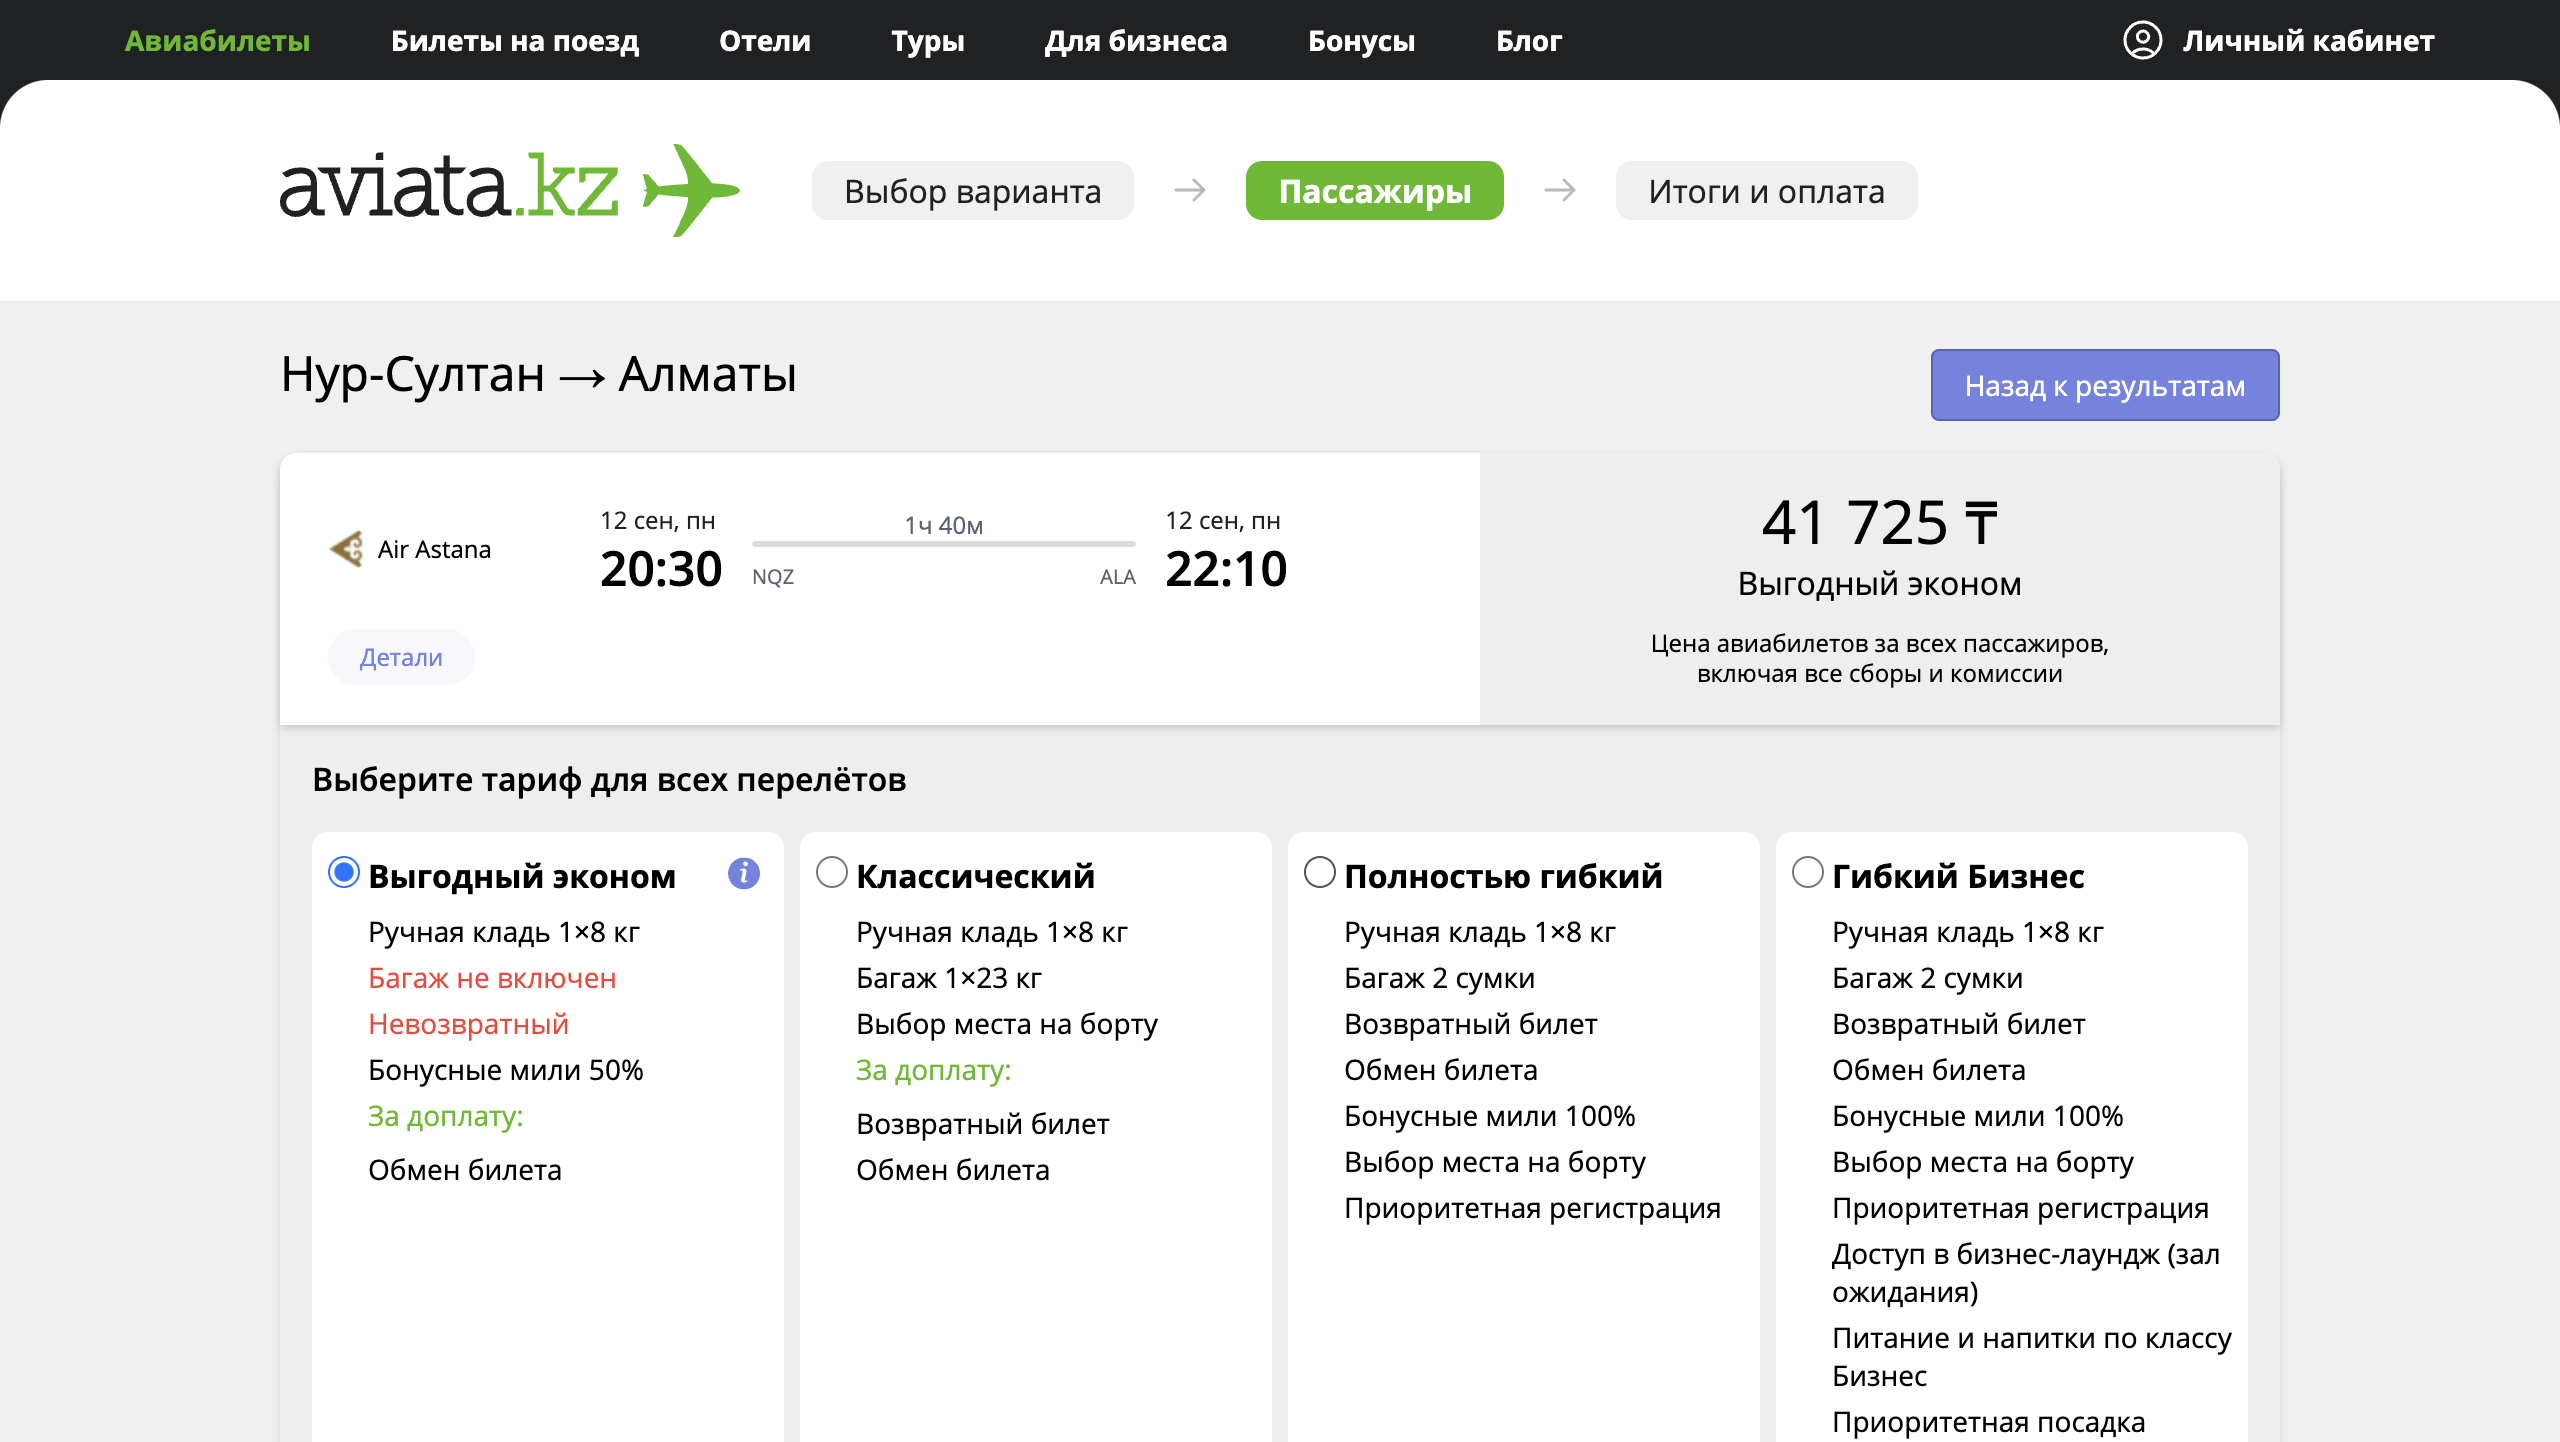 Авиабилеты Билеты на поезд Отели Туры Для бизнеса Бонусы Блог Личный кабинет
aviata.kz Выбор варианта → Пассажиры → Итоги и оплата
Нур-Султан → Алматы
Назад к результатам
Air Astana
12 сен, пн
20:30
1ч 40м
NQZ ALA
12 сен, пн
22:10
Детали
41 725 ₸
Выгодный эконом
Цена авиабилетов за всех пассажиров,
включая все сборы и комиссии
Выберите тариф для всех перелётов
Выгодный эконом i
Ручная кладь 1×8 кг
Багаж не включен
Невозвратный
Бонусные мили 50%
За доплату:
Обмен билета
Классический
Ручная кладь 1×8 кг
Багаж 1×23 кг
Выбор места на борту
За доплату:
Возвратный билет
Обмен билета
Полностью гибкий
Ручная кладь 1×8 кг
Багаж 2 сумки
Возвратный билет
Обмен билета
Бонусные мили 100%
Выбор места на борту
Приоритетная регистрация
Гибкий Бизнес
Ручная кладь 1×8 кг
Багаж 2 сумки
Возвратный билет
Обмен билета
Бонусные мили 100%
Выбор места на борту
Приоритетная регистрация
Доступ в бизнес-лаундж (зал
ожидания)
Питание и напитки по классу
Бизнес
Приоритетная посадка